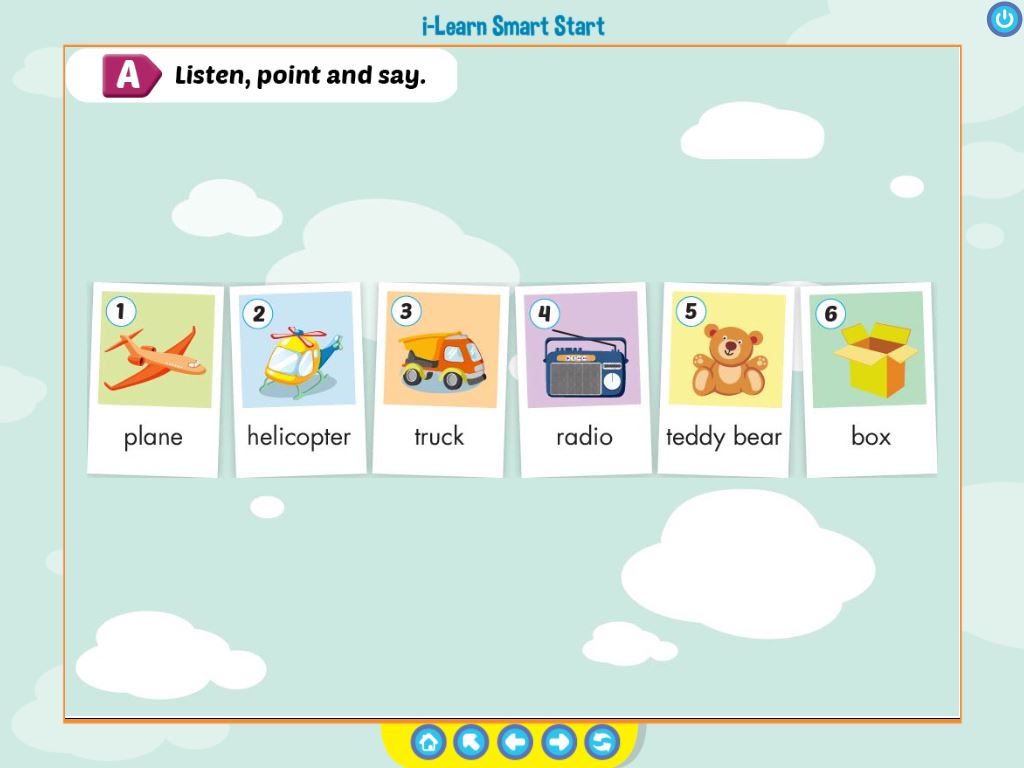 i-Learn Smart Start
A Listen, point and say.
1 2 3 4 5 6
plane helicopter truck radio teddy bear box